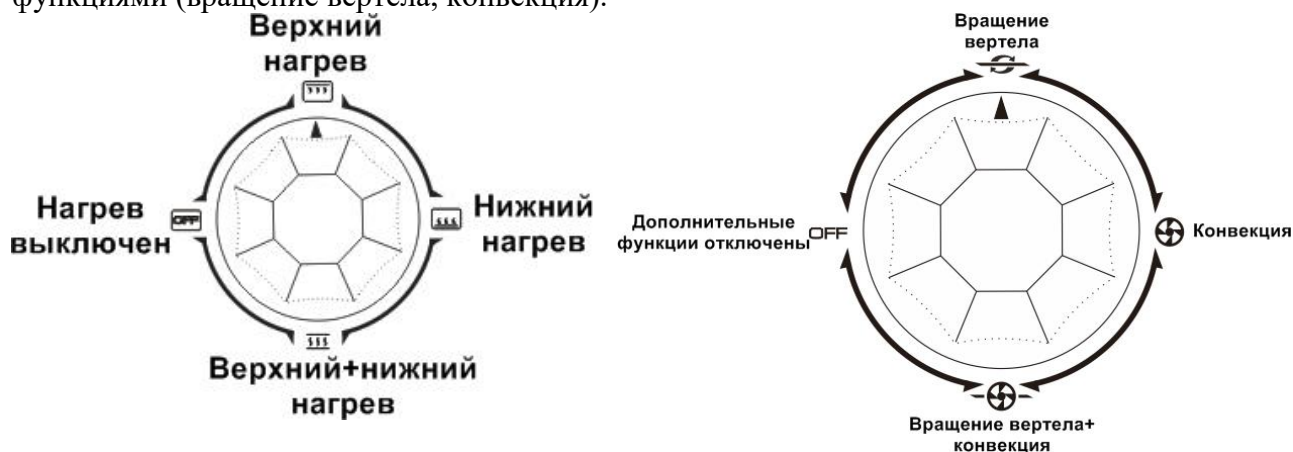 функциями (вращение вертела, конвекция).
Верхний
нагрев
Нагрев
выключен
OFF
Нижний
нагрев
Верхний+нижний
нагрев
Вращение
вертела
Дополнительные
функции отключены
OFF
Конвекция
Вращение вертела+
конвекция